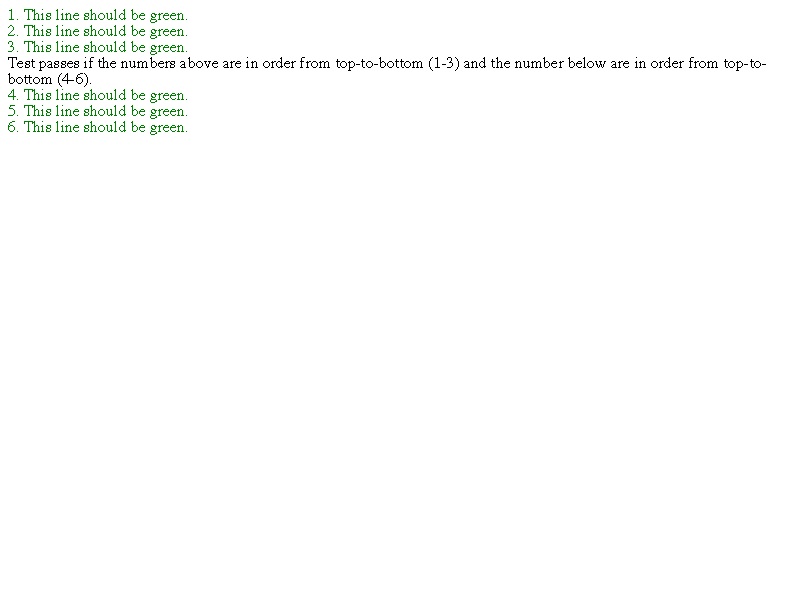 1. This line should be green.
2. This line should be green.
3. This line should be green.
Test passes if the numbers above are in order from top-to-bottom (1-3) and the number below are in order from top-to-
bottom (4-6).
4. This line should be green.
5. This line should be green.
6. This line should be green.